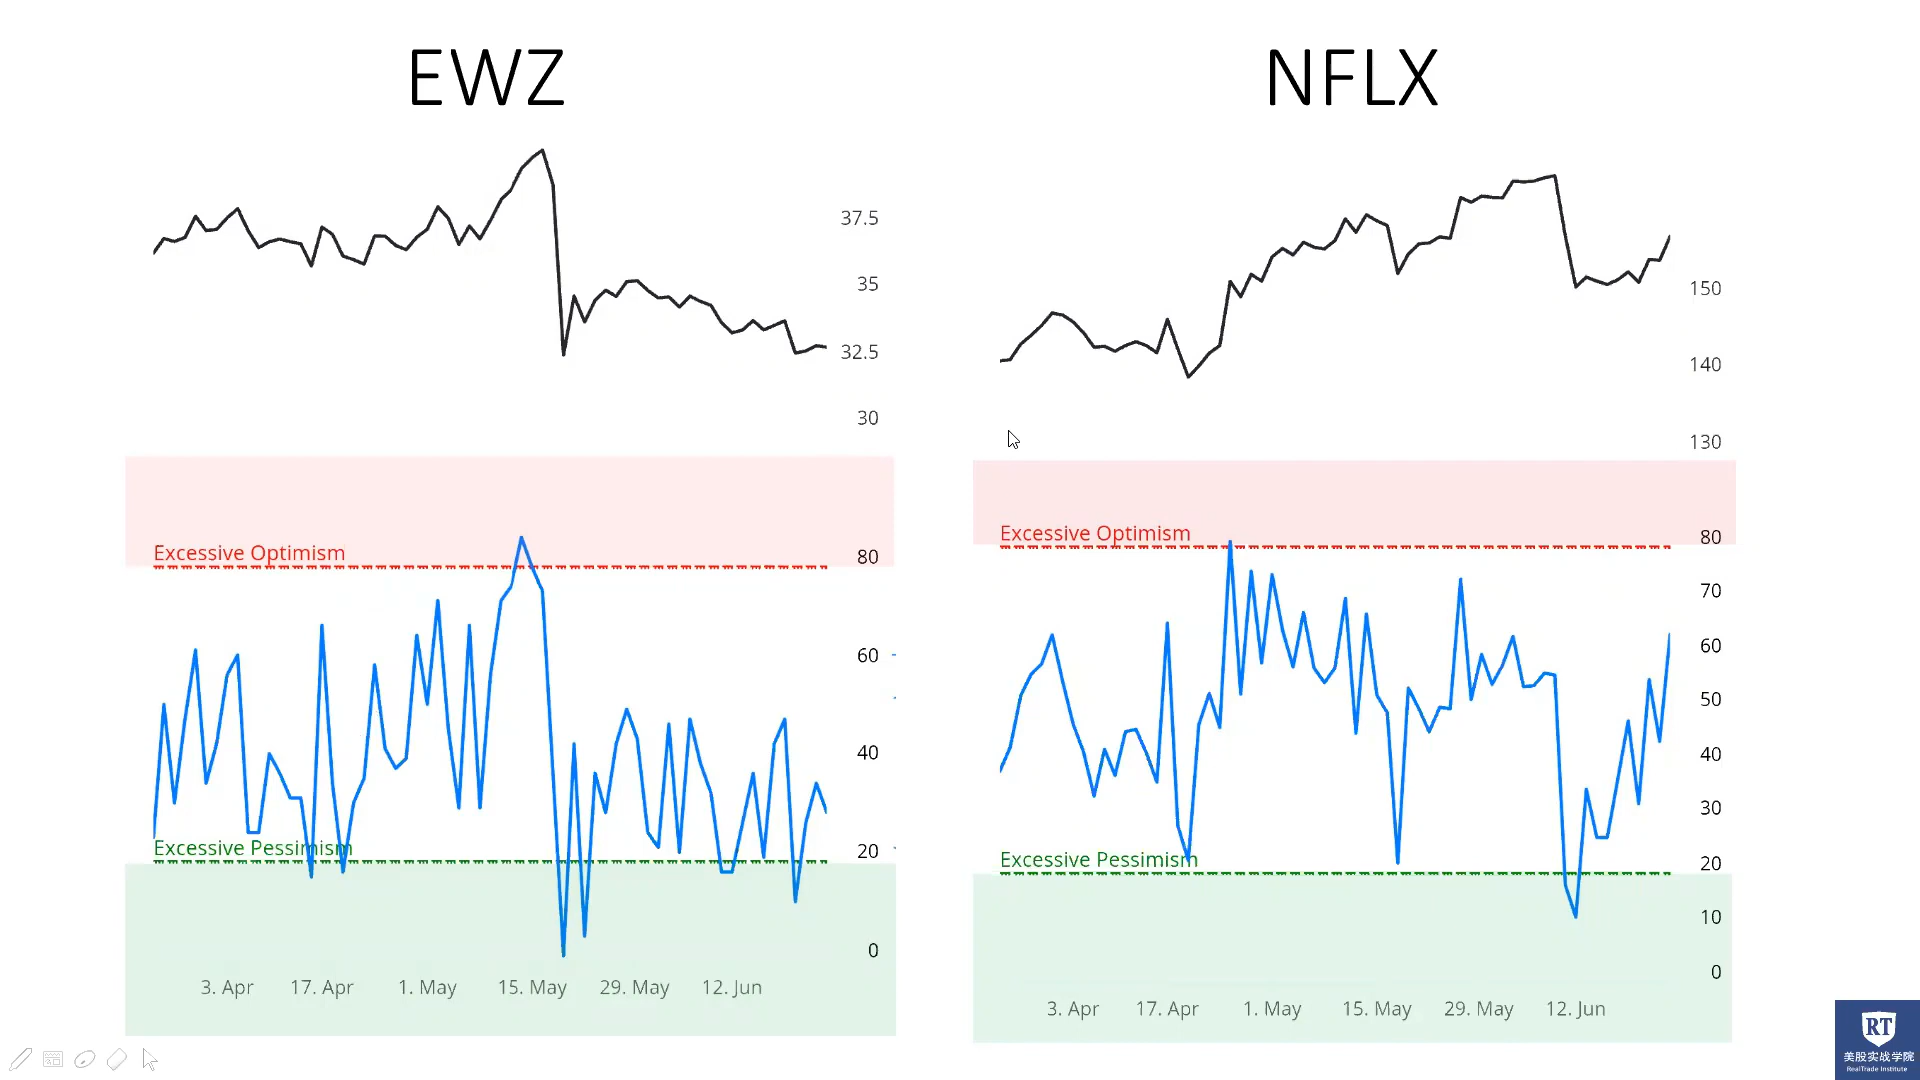 EWZ
37.5
35
32.5
30
Excessive Optimism
80
60
40
Excessive Pessimism
20
0
3. Apr 17. Apr 1. May 15. May 29. May 12. Jun
NFLX
150
140
130
Excessive Optimism
80
70
60
50
40
30
Excessive Pessimism
20
10
0
3. Apr 17. Apr 1. May 15. May 29. May 12. Jun
RT
美股实战学院
RealTrade Institute